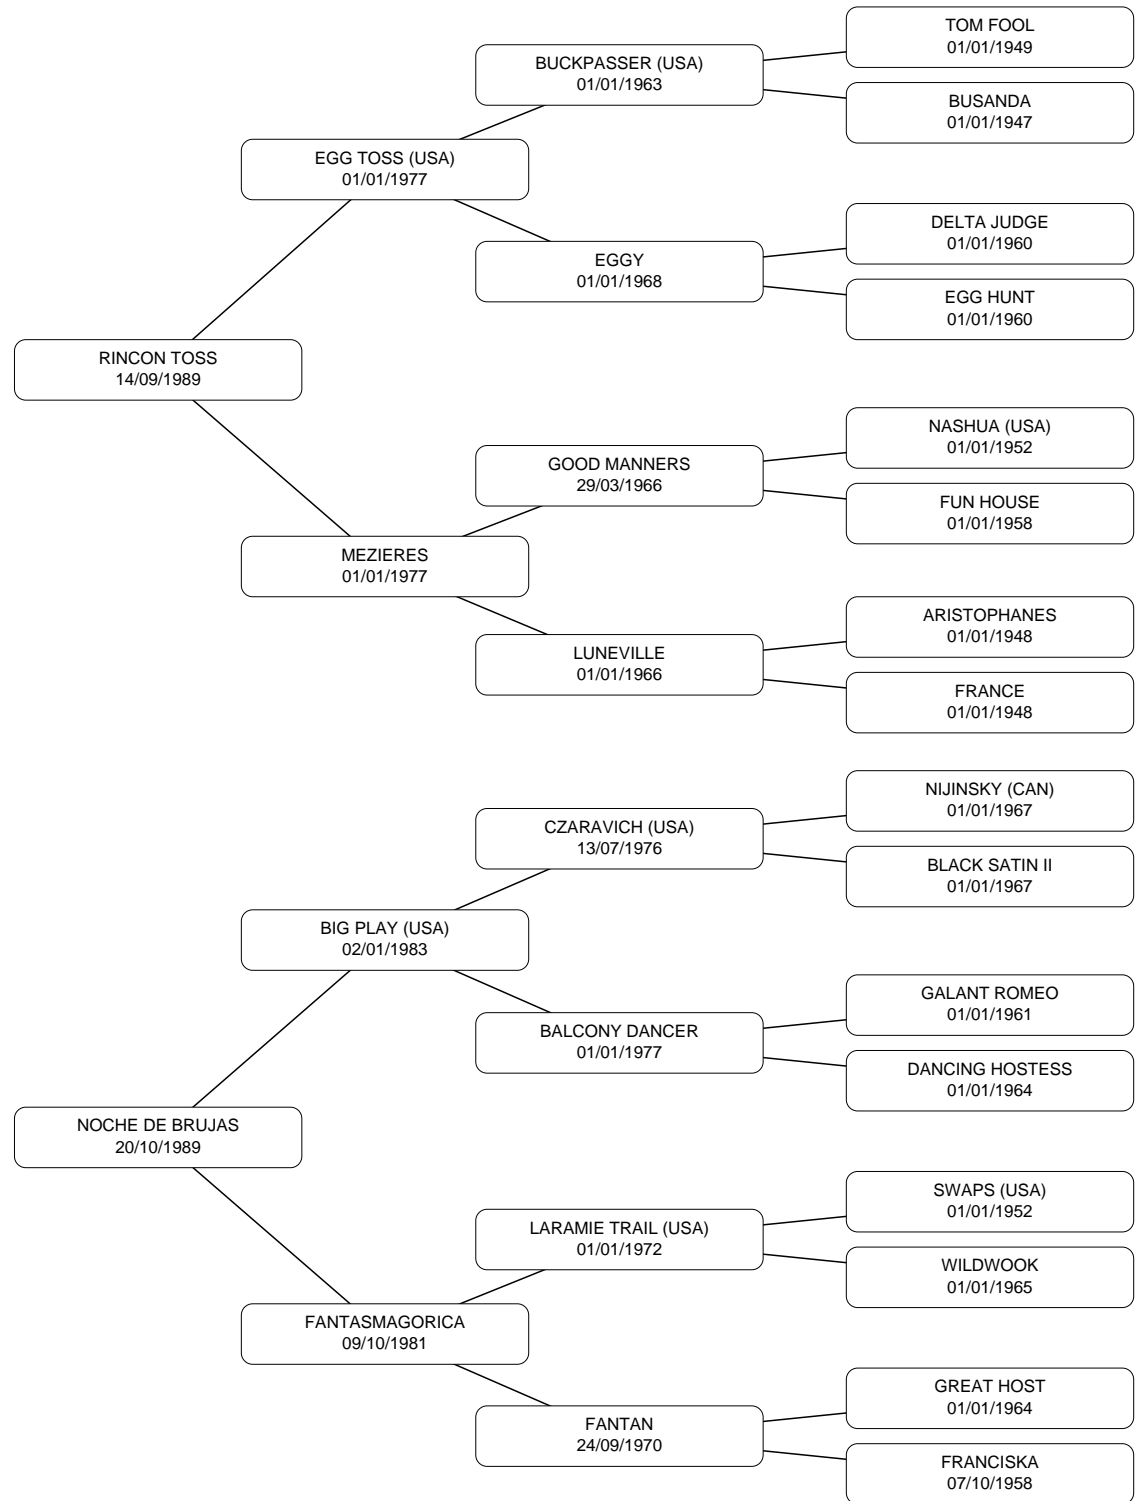 TOM FOOL
01/01/1949
BUCKPASSER (USA)
01/01/1963
BUSANDA
01/01/1947
EGG TOSS (USA)
01/01/1977
DELTA JUDGE
01/01/1960
EGGY
01/01/1968
EGG HUNT
01/01/1960
RINCON TOSS
14/09/1989
NASHUA (USA)
01/01/1952
GOOD MANNERS
29/03/1966
FUN HOUSE
01/01/1958
MEZIERES
01/01/1977
ARISTOPHANES
01/01/1948
LUNEVILLE
01/01/1966
FRANCE
01/01/1948
NIJINSKY (CAN)
01/01/1967
CZARAVICH (USA)
13/07/1976
BLACK SATIN II
01/01/1967
BIG PLAY (USA)
02/01/1983
GALANT ROMEO
01/01/1961
BALCONY DANCER
01/01/1977
DANCING HOSTESS
01/01/1964
NOCHE DE BRUJAS
20/10/1989
SWAPS (USA)
01/01/1952
LARAMIE TRAIL (USA)
01/01/1972
WILDWOOK
01/01/1965
FANTASMAGORICA
09/10/1981
GREAT HOST
01/01/1964
FANTAN
24/09/1970
FRANCISKA
07/10/1958